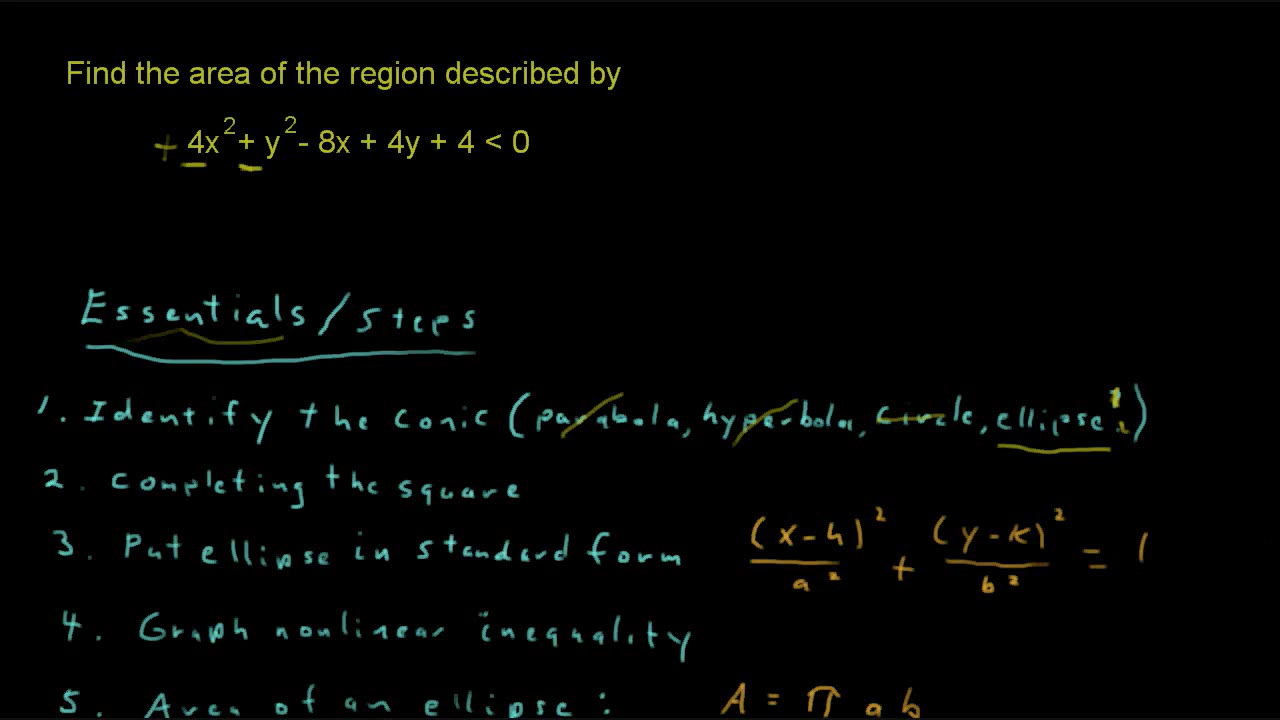 Find the area of the region described by
+ 4x² + y² - 8x + 4y + 4 < 0
Essentials/Steps
1. Identify the conic (parabola, hyperbola, circle, ellipse!)
2. Completing the square
3. Put ellipse in standard form (x-h)²/a² + (y-k)²/b² = 1
4. Graph nonlinear inequality
5. Area of an ellipse: A = π a b